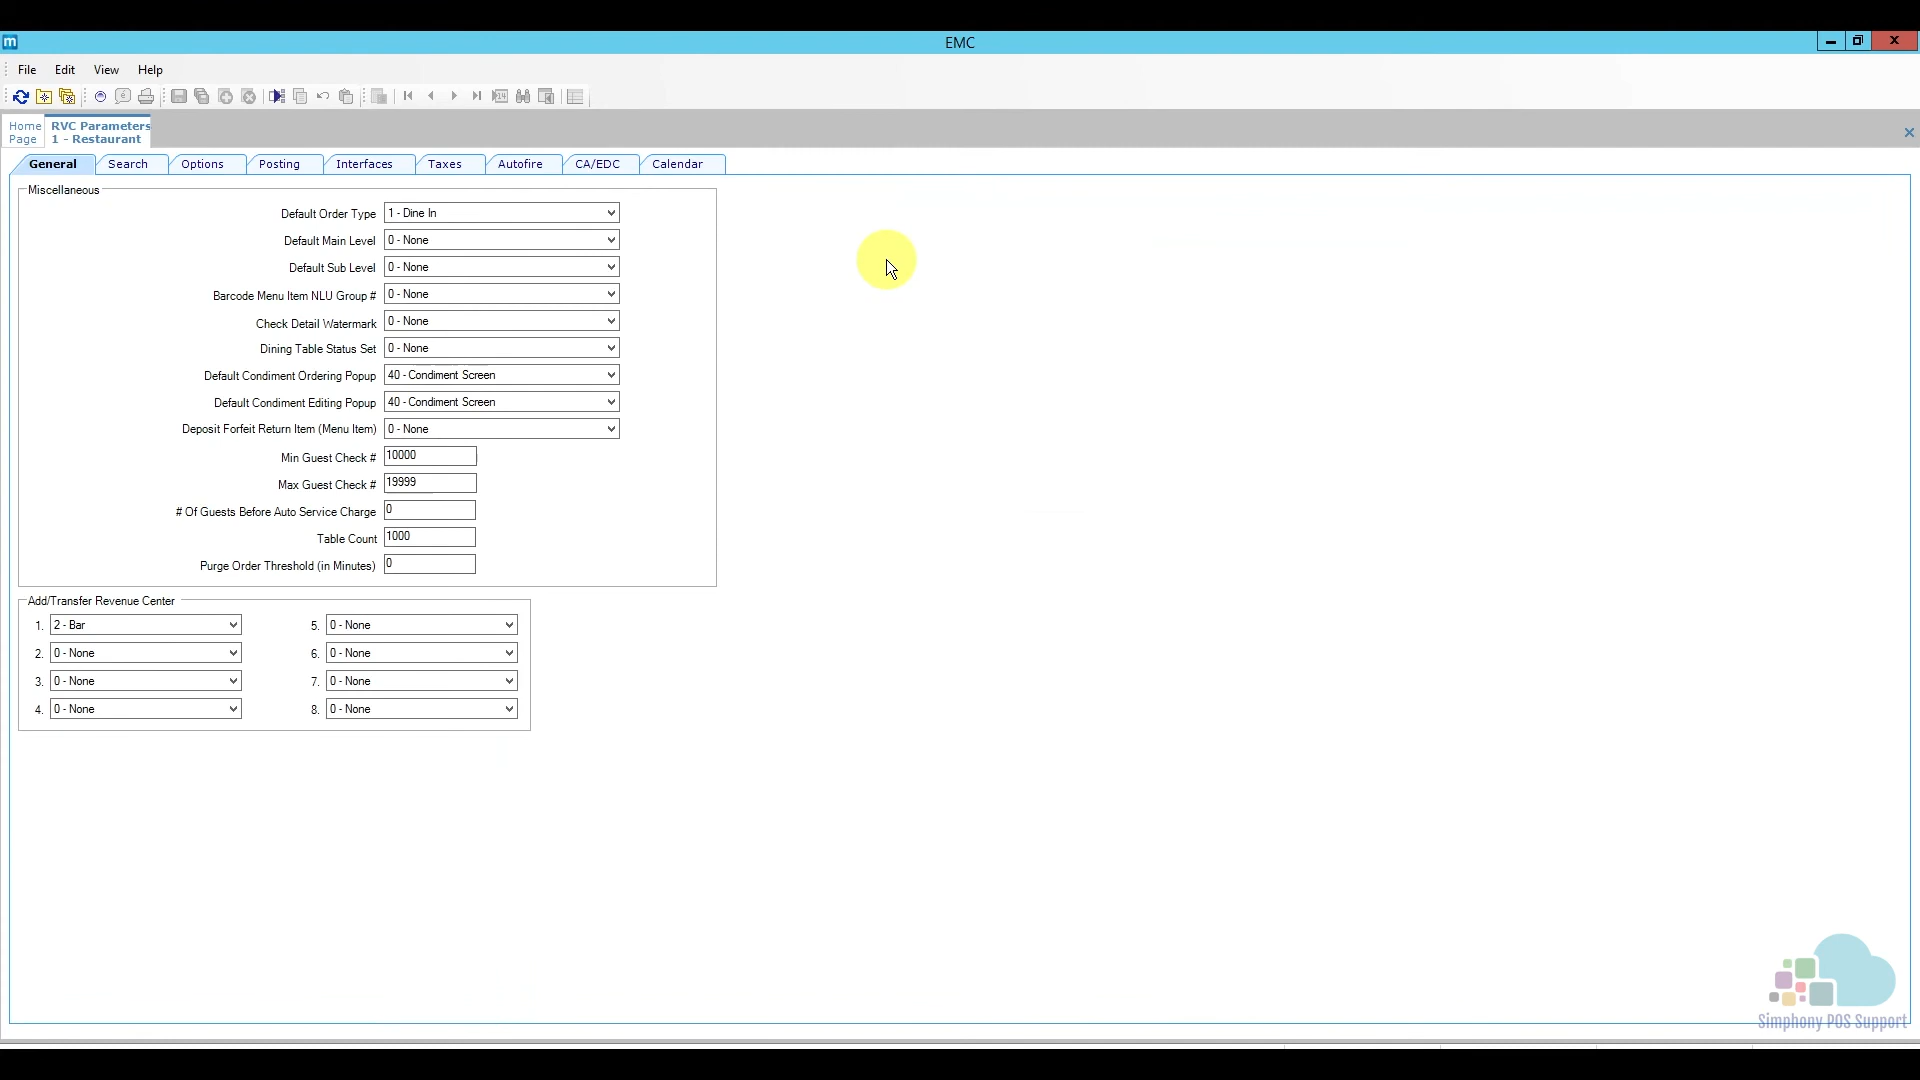 EMC
File Edit View Help
Home Page
RVC Parameters
1 - Restaurant
General Search Options Posting Interfaces Taxes Autofire CA/EDC Calendar
Miscellaneous
Default Order Type 1 - Dine In
Default Main Level 0 - None
Default Sub Level 0 - None
Barcode Menu Item NLU Group # 0 - None
Check Detail Watermark 0 - None
Dining Table Status Set 0 - None
Default Condiment Ordering Popup 40 - Condiment Screen
Default Condiment Editing Popup 40 - Condiment Screen
Deposit Forfeit Return Item (Menu Item) 0 - None
Min Guest Check # 10000
Max Guest Check # 19999
# Of Guests Before Auto Service Charge 0
Table Count 1000
Purge Order Threshold (in Minutes) 0
Add/Transfer Revenue Center
1. 2 - Bar 5. 0 - None
2. 0 - None 6. 0 - None
3. 0 - None 7. 0 - None
4. 0 - None 8. 0 - None
Simphony POS Support